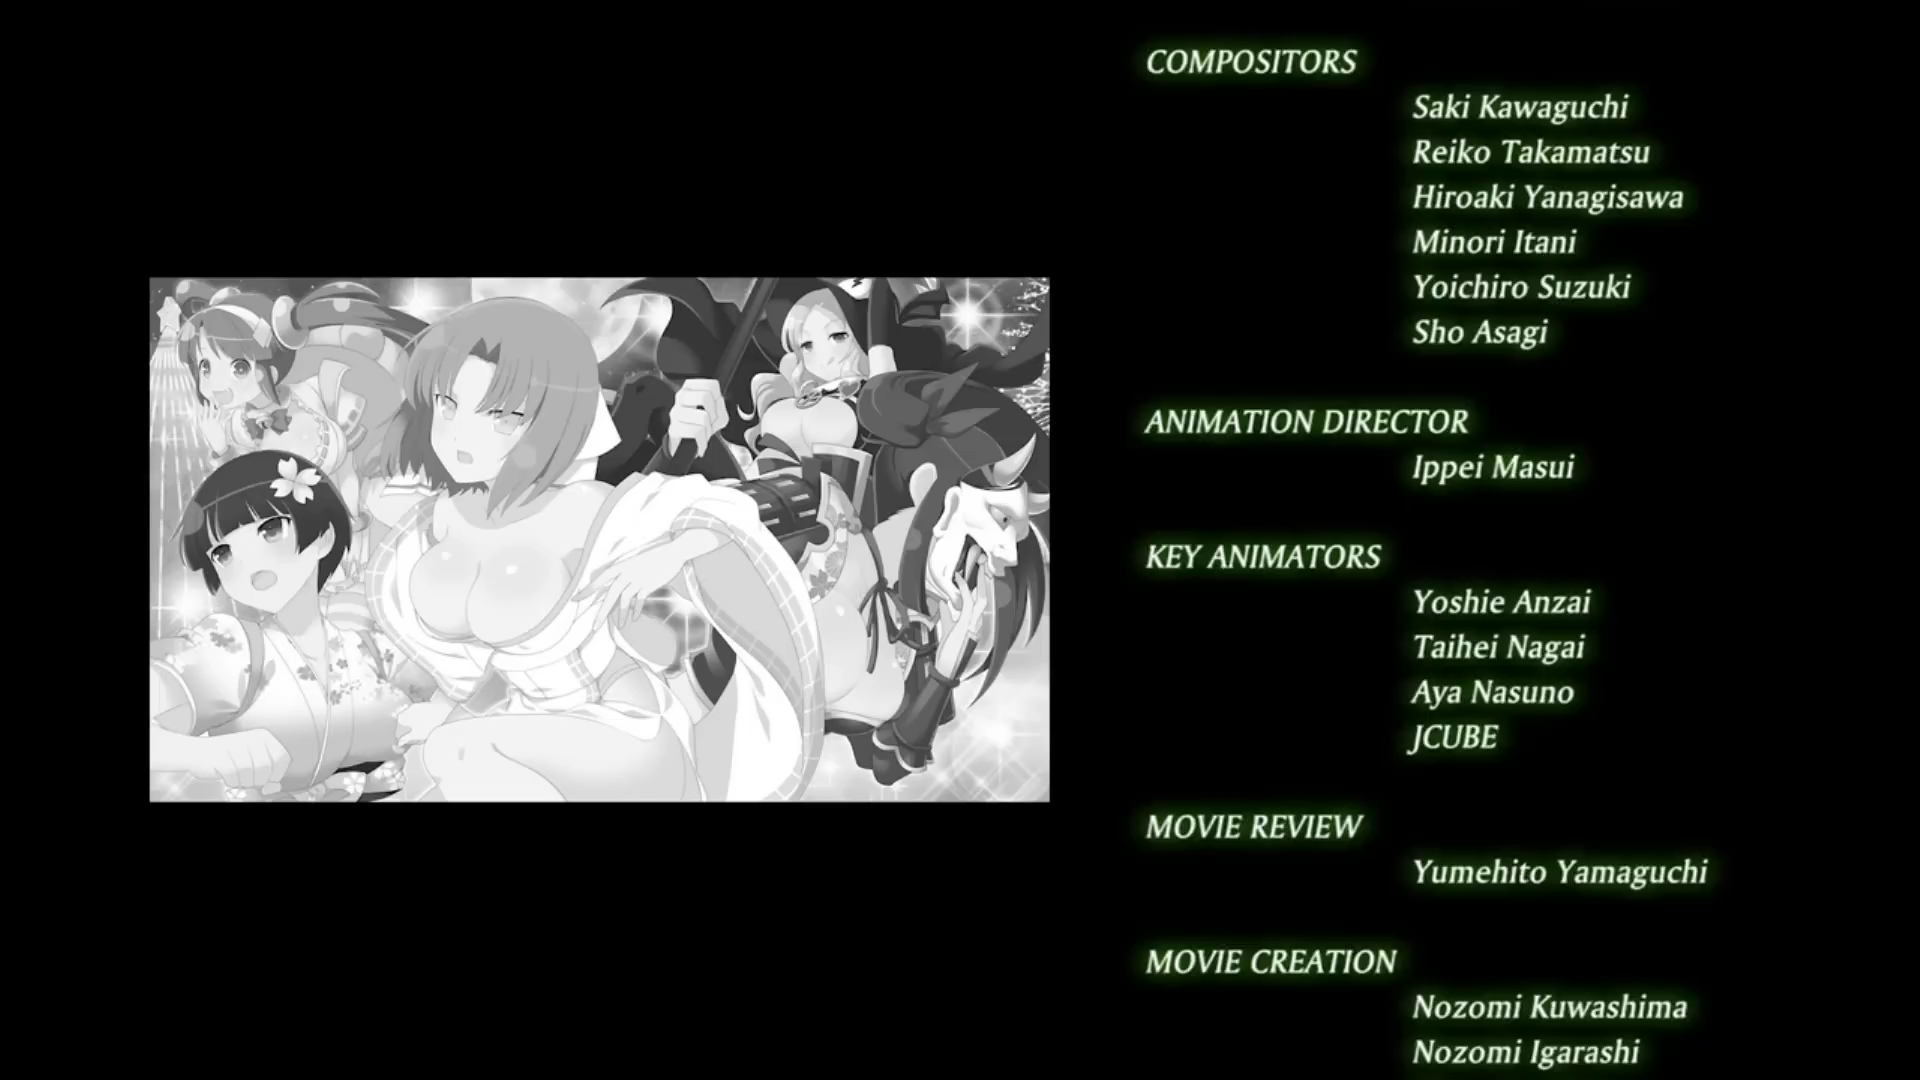 COMPOSITORS
Saki Kawaguchi
Reiko Takamatsu
Hiroaki Yanagisawa
Minori Itani
Yoichiro Suzuki
Sho Asagi
ANIMATION DIRECTOR
Ippei Masui
KEY ANIMATORS
Yoshie Anzai
Taihei Nagai
Aya Nasuno
JCUBE
MOVIE REVIEW
Yumehito Yamaguchi
MOVIE CREATION
Nozomi Kuwashima
Nozomi Igarashi